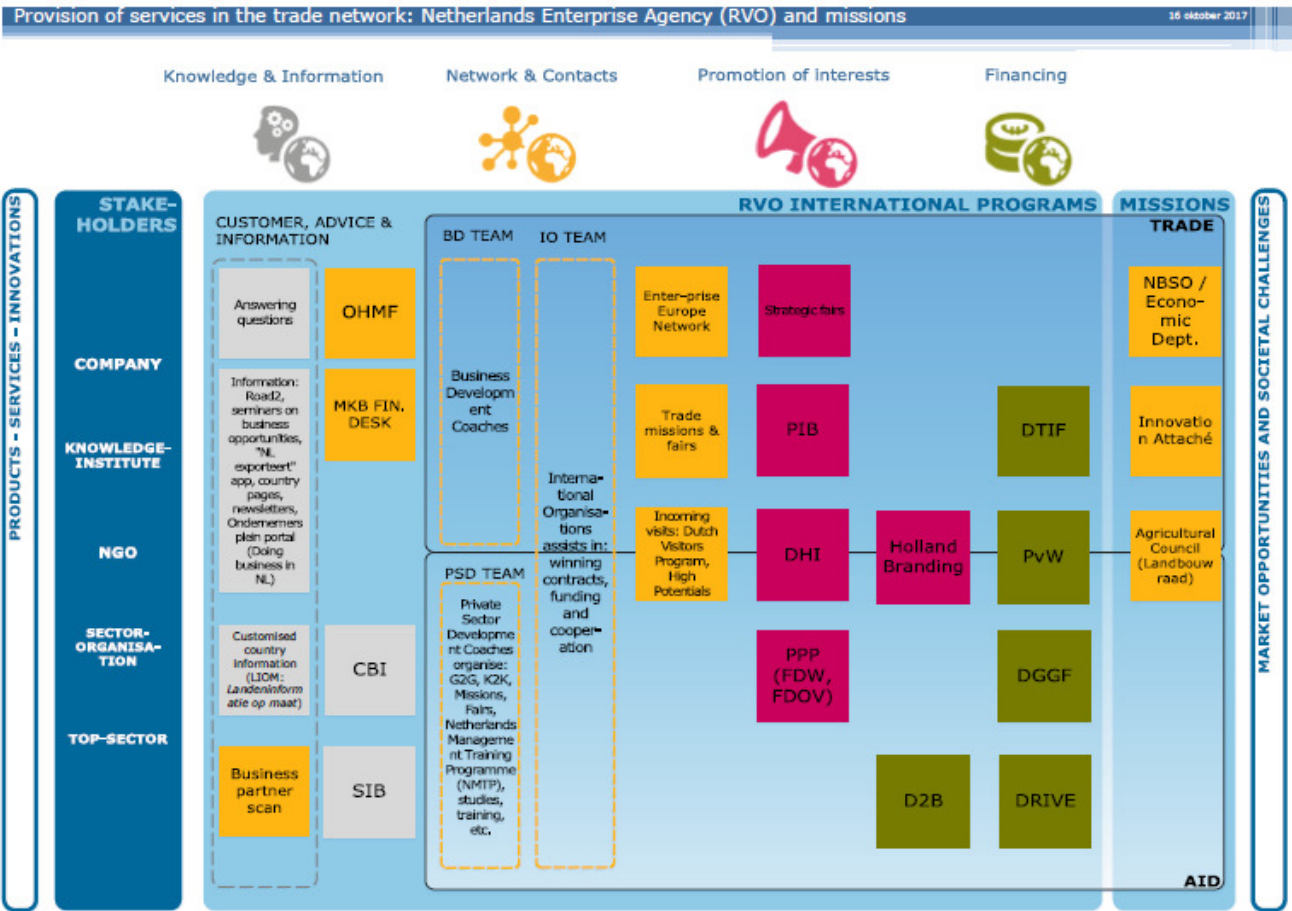 Provision of services in the trade network: Netherlands Enterprise Agency (RVO) and missions
16 oktober 2017
Knowledge & Information
Network & Contacts
Promotion of interests
Financing
PRODUCTS - SERVICES - INNOVATIONS
STAKE-
HOLDERS
COMPANY
KNOWLEDGE-
INSTITUTE
NGO
SECTOR-
ORGANISA-
TION
TOP-SECTOR
RVO INTERNATIONAL PROGRAMS
MISSIONS
TRADE
CUSTOMER, ADVICE &
INFORMATION
Answering
questions
Information:
Road2,
seminars on
business
opportunities,
"NL
exporteert"
app, country
pages,
newsletters,
Ondernemers
plein portal
(Doing
business in
NL)
Customised
country
information
(LIOM:
Landeninform
atie op maat)
Business
partner
scan
OHMF
MKB FIN.
DESK
CBI
SIB
BD TEAM
Business
Developm
ent
Coaches
PSD TEAM
Private
Sector
Developme
nt Coaches
organise:
G2G, K2K,
Missions,
Fairs,
Netherlands
Manageme
nt Training
Programme
(NMTP),
studies,
training,
etc.
IO TEAM
Interna-
tional
Organisa-
tions
assists in:
winning
contracts,
funding
and
cooper-
ation
Enter-prise
Europe
Network
Trade
missions &
fairs
Incoming
visits: Dutch
Visitors
Program,
High
Potentials
Strategic fairs
PIB
DHI
PPP
(FDW,
FDOV)
Holland
Branding
D2B
DTIF
PvW
DGGF
DRIVE
NBSO /
Econo-
mic
Dept.
Innovatio
n Attaché
Agricultural
Council
(Landbouw
raad)
AID
MARKET OPPORTUNITIES AND SOCIETAL CHALLENGES